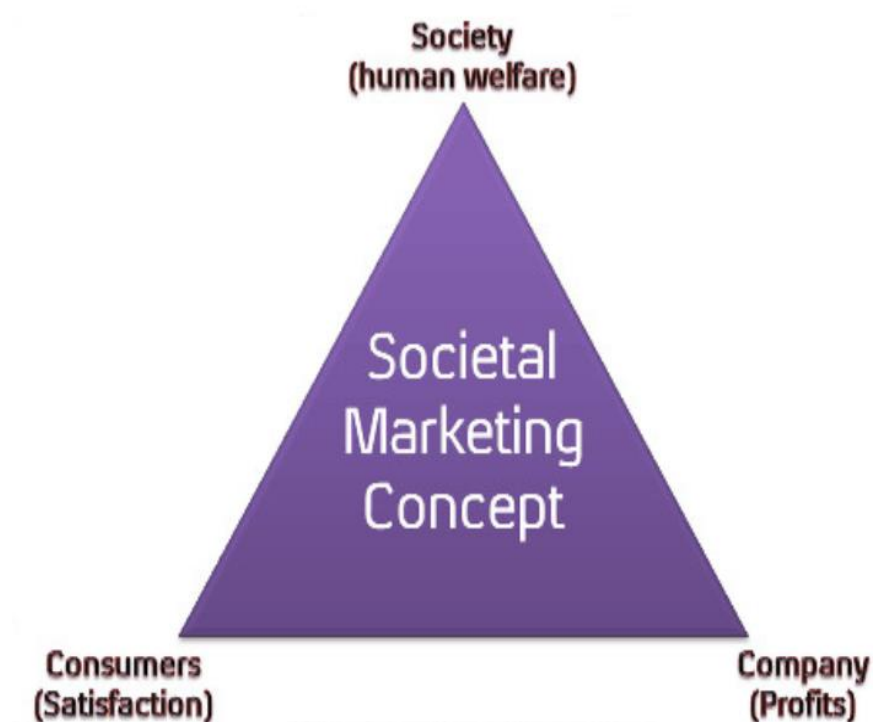 Society
(human welfare)
Societal
Marketing
Concept
Consumers
(Satisfaction)
Company
(Profits)